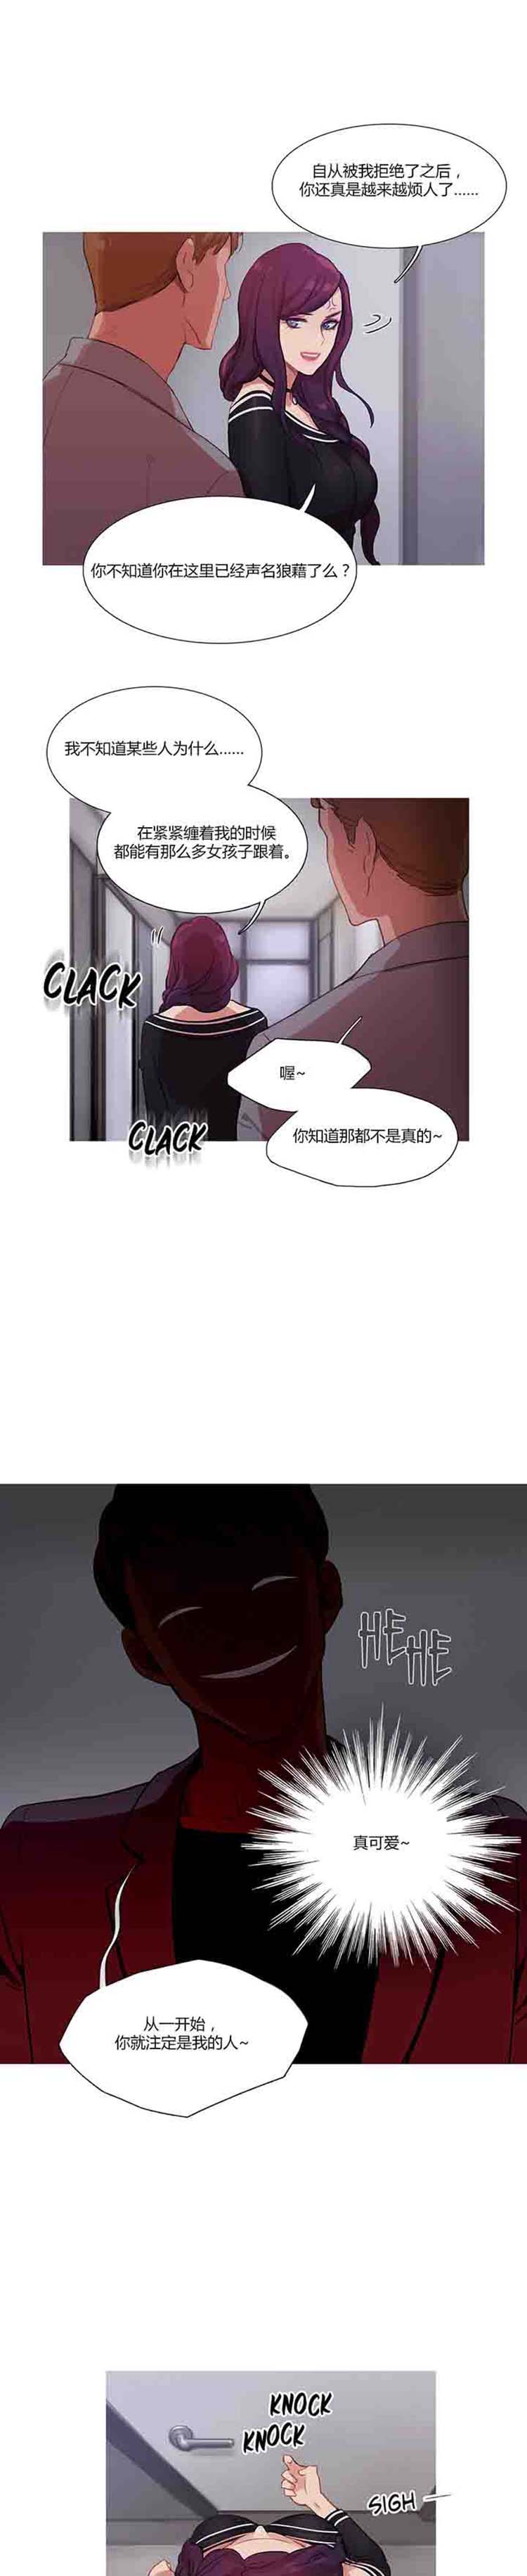 自从被我拒绝了之后，
你还真是越来越烦人了……
你不知道你在这里已经声名狼藉了么？
我不知道某些人为什么……
在紧紧缠着我的时候
都能有那么多女孩子跟着。
CLACK
喔~
你知道那都不是真的~
CLACK
HEHE
真可爱~
从一开始，
你就注定是我的人~
KNOCK
KNOCK
SIGH